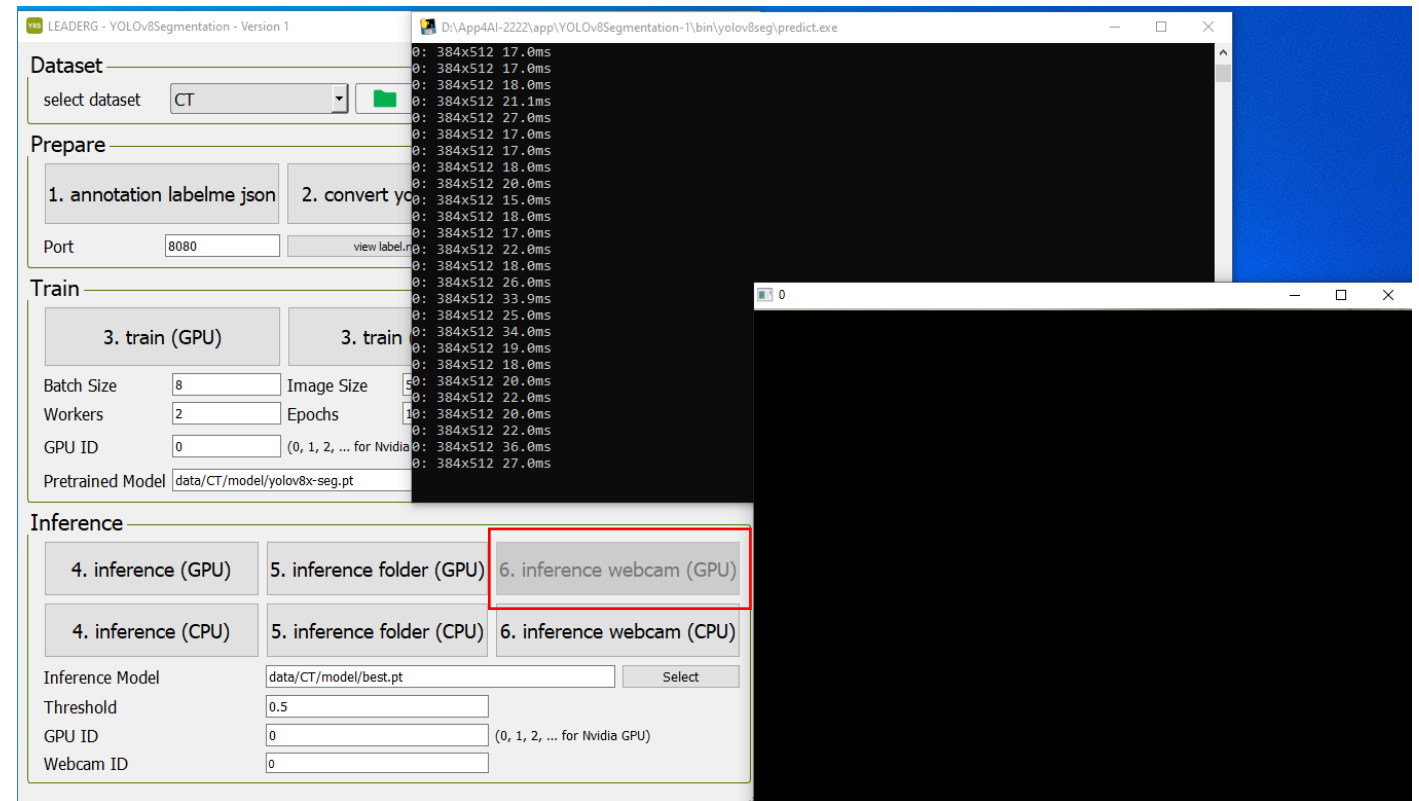 YBS LEADERG - YOLOv8Segmentation - Version 1
Dataset
select dataset CT
Prepare
1. annotation labelme json 2. convert yo
Port 8080 view label.
Train
3. train (GPU) 3. train
Batch Size 8 Image Size 5
Workers 2 Epochs 1
GPU ID 0 (0, 1, 2, ... for Nvidia
Pretrained Model data/CT/model/yolov8x-seg.pt
Inference
4. inference (GPU) 5. inference folder (GPU) 6. inference webcam (GPU)
4. inference (CPU) 5. inference folder (CPU) 6. inference webcam (CPU)
Inference Model data/CT/model/best.pt Select
Threshold 0.5
GPU ID 0 (0, 1, 2, ... for Nvidia GPU)
Webcam ID 0
D:\App4AI-2222\app\YOLOv8Segmentation-1\bin\yolov8seg\predict.exe
0: 384x512 17.0ms
0: 384x512 17.0ms
0: 384x512 18.0ms
0: 384x512 21.1ms
0: 384x512 27.0ms
0: 384x512 17.0ms
0: 384x512 17.0ms
0: 384x512 18.0ms
0: 384x512 20.0ms
0: 384x512 15.0ms
0: 384x512 18.0ms
0: 384x512 17.0ms
0: 384x512 22.0ms
0: 384x512 18.0ms
0: 384x512 26.0ms
0: 384x512 33.9ms
0: 384x512 25.0ms
0: 384x512 34.0ms
0: 384x512 19.0ms
0: 384x512 18.0ms
0: 384x512 20.0ms
0: 384x512 22.0ms
0: 384x512 20.0ms
0: 384x512 22.0ms
0: 384x512 36.0ms
0: 384x512 27.0ms
0